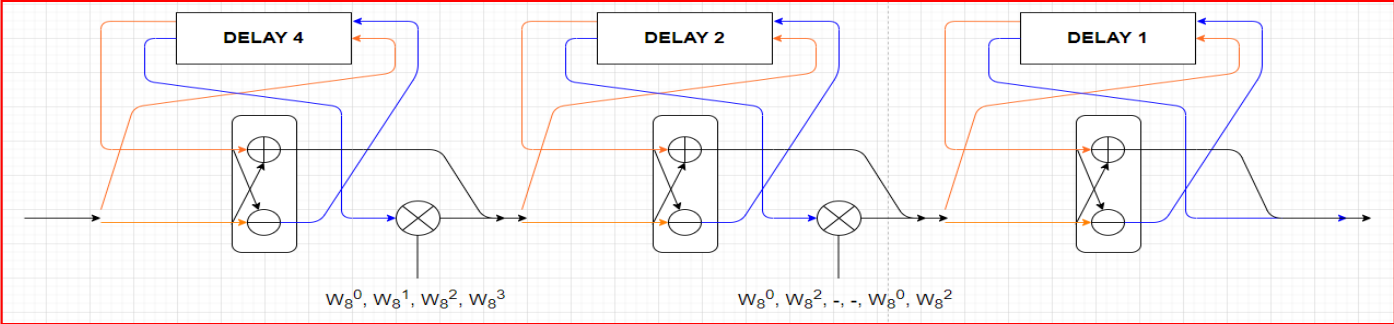 DELAY 4
DELAY 2
DELAY 1
W₈⁰, W₈¹, W₈², W₈³
W₈⁰, W₈², -, -, W₈⁰, W₈²